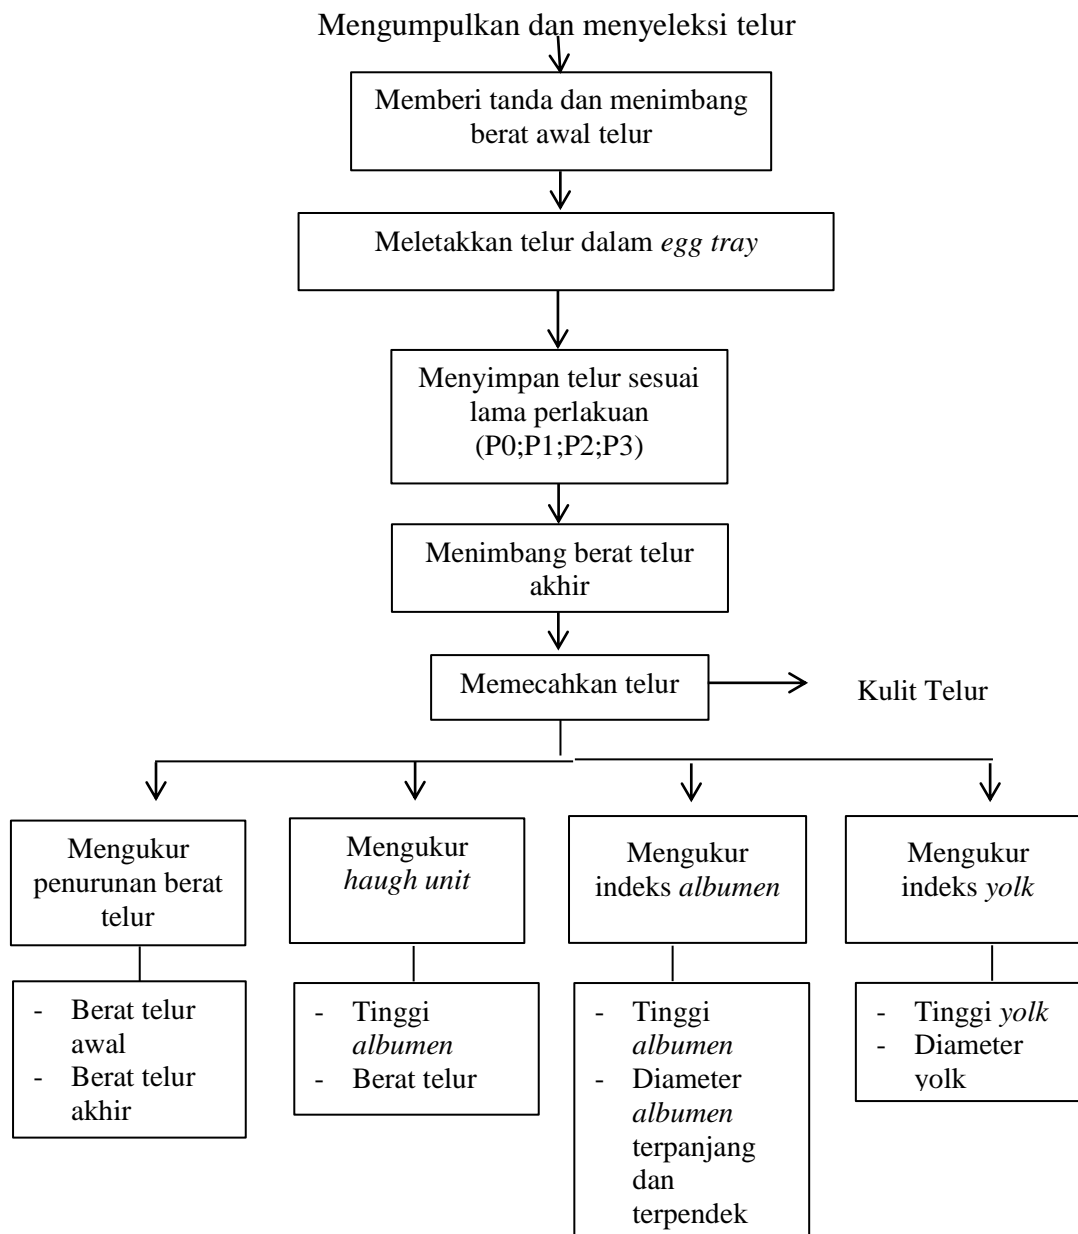 Mengumpulkan dan menyeleksi telur
Memberi tanda dan menimbang
berat awal telur
Meletakkan telur dalam egg tray
Menyimpan telur sesuai
lama perlakuan
(P0;P1;P2;P3)
Menimbang berat telur
akhir
Memecahkan telur
Kulit Telur
Mengukur
penurunan berat
telur
Mengukur
haugh unit
Mengukur
indeks albumen
Mengukur
indeks yolk
- Berat telur
awal
- Berat telur
akhir
- Tinggi
albumen
- Berat telur
- Tinggi
albumen
- Diameter
albumen
terpanjang
dan
terpendek
- Tinggi yolk
- Diameter
yolk